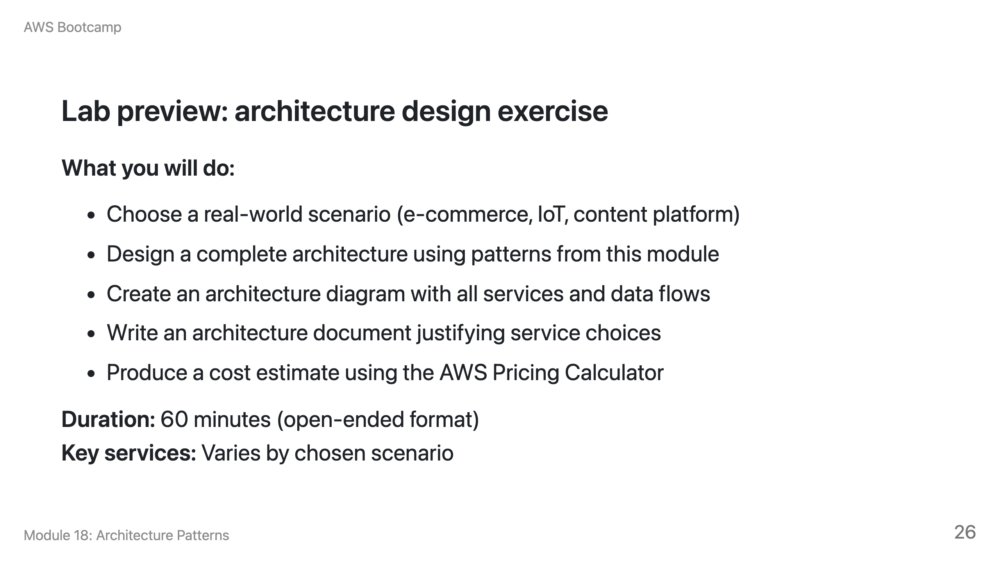 AWS Bootcamp
Lab preview: architecture design exercise
What you will do:
• Choose a real-world scenario (e-commerce, IoT, content platform)
• Design a complete architecture using patterns from this module
• Create an architecture diagram with all services and data flows
• Write an architecture document justifying service choices
• Produce a cost estimate using the AWS Pricing Calculator
Duration: 60 minutes (open-ended format)
Key services: Varies by chosen scenario
Module 18: Architecture Patterns
26